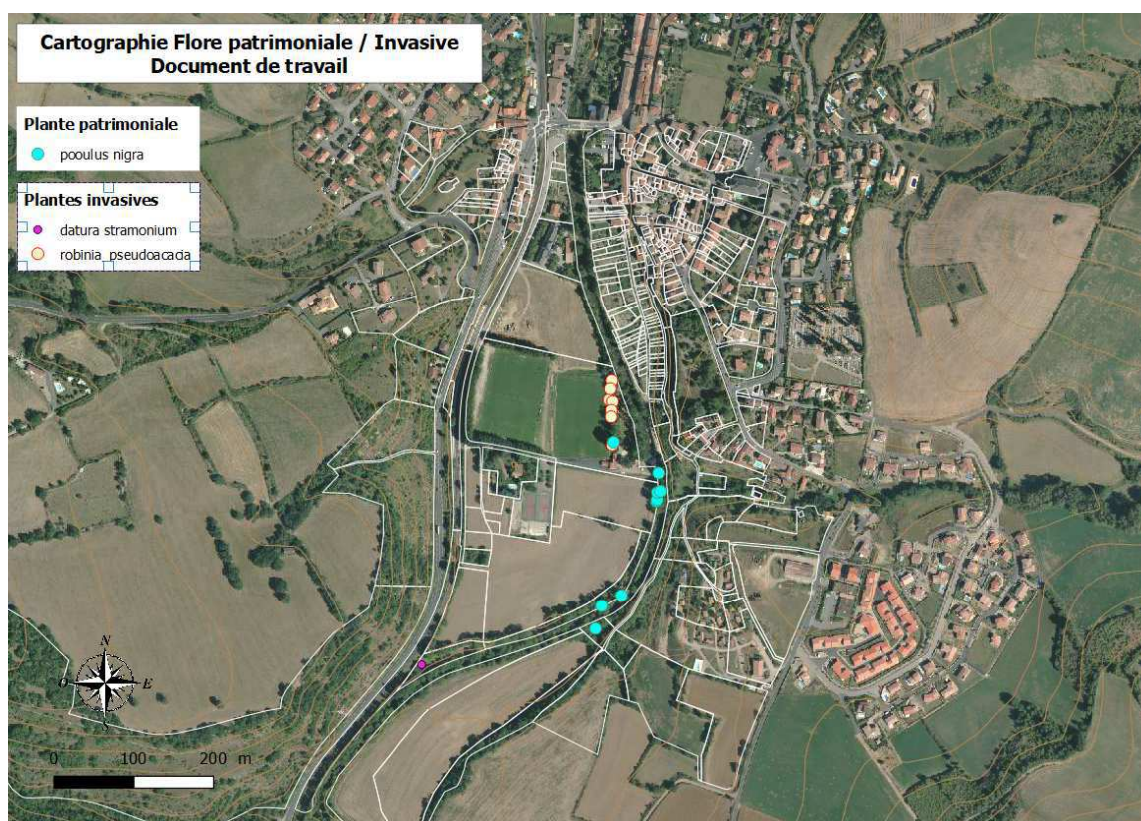 Cartographie Flore patrimoniale / Invasive
Document de travail
Plante patrimoniale
pooulus nigra
Plantes invasives
datura stramonium
robinia_pseudoacacia
N
O
E
S
0 100 200 m